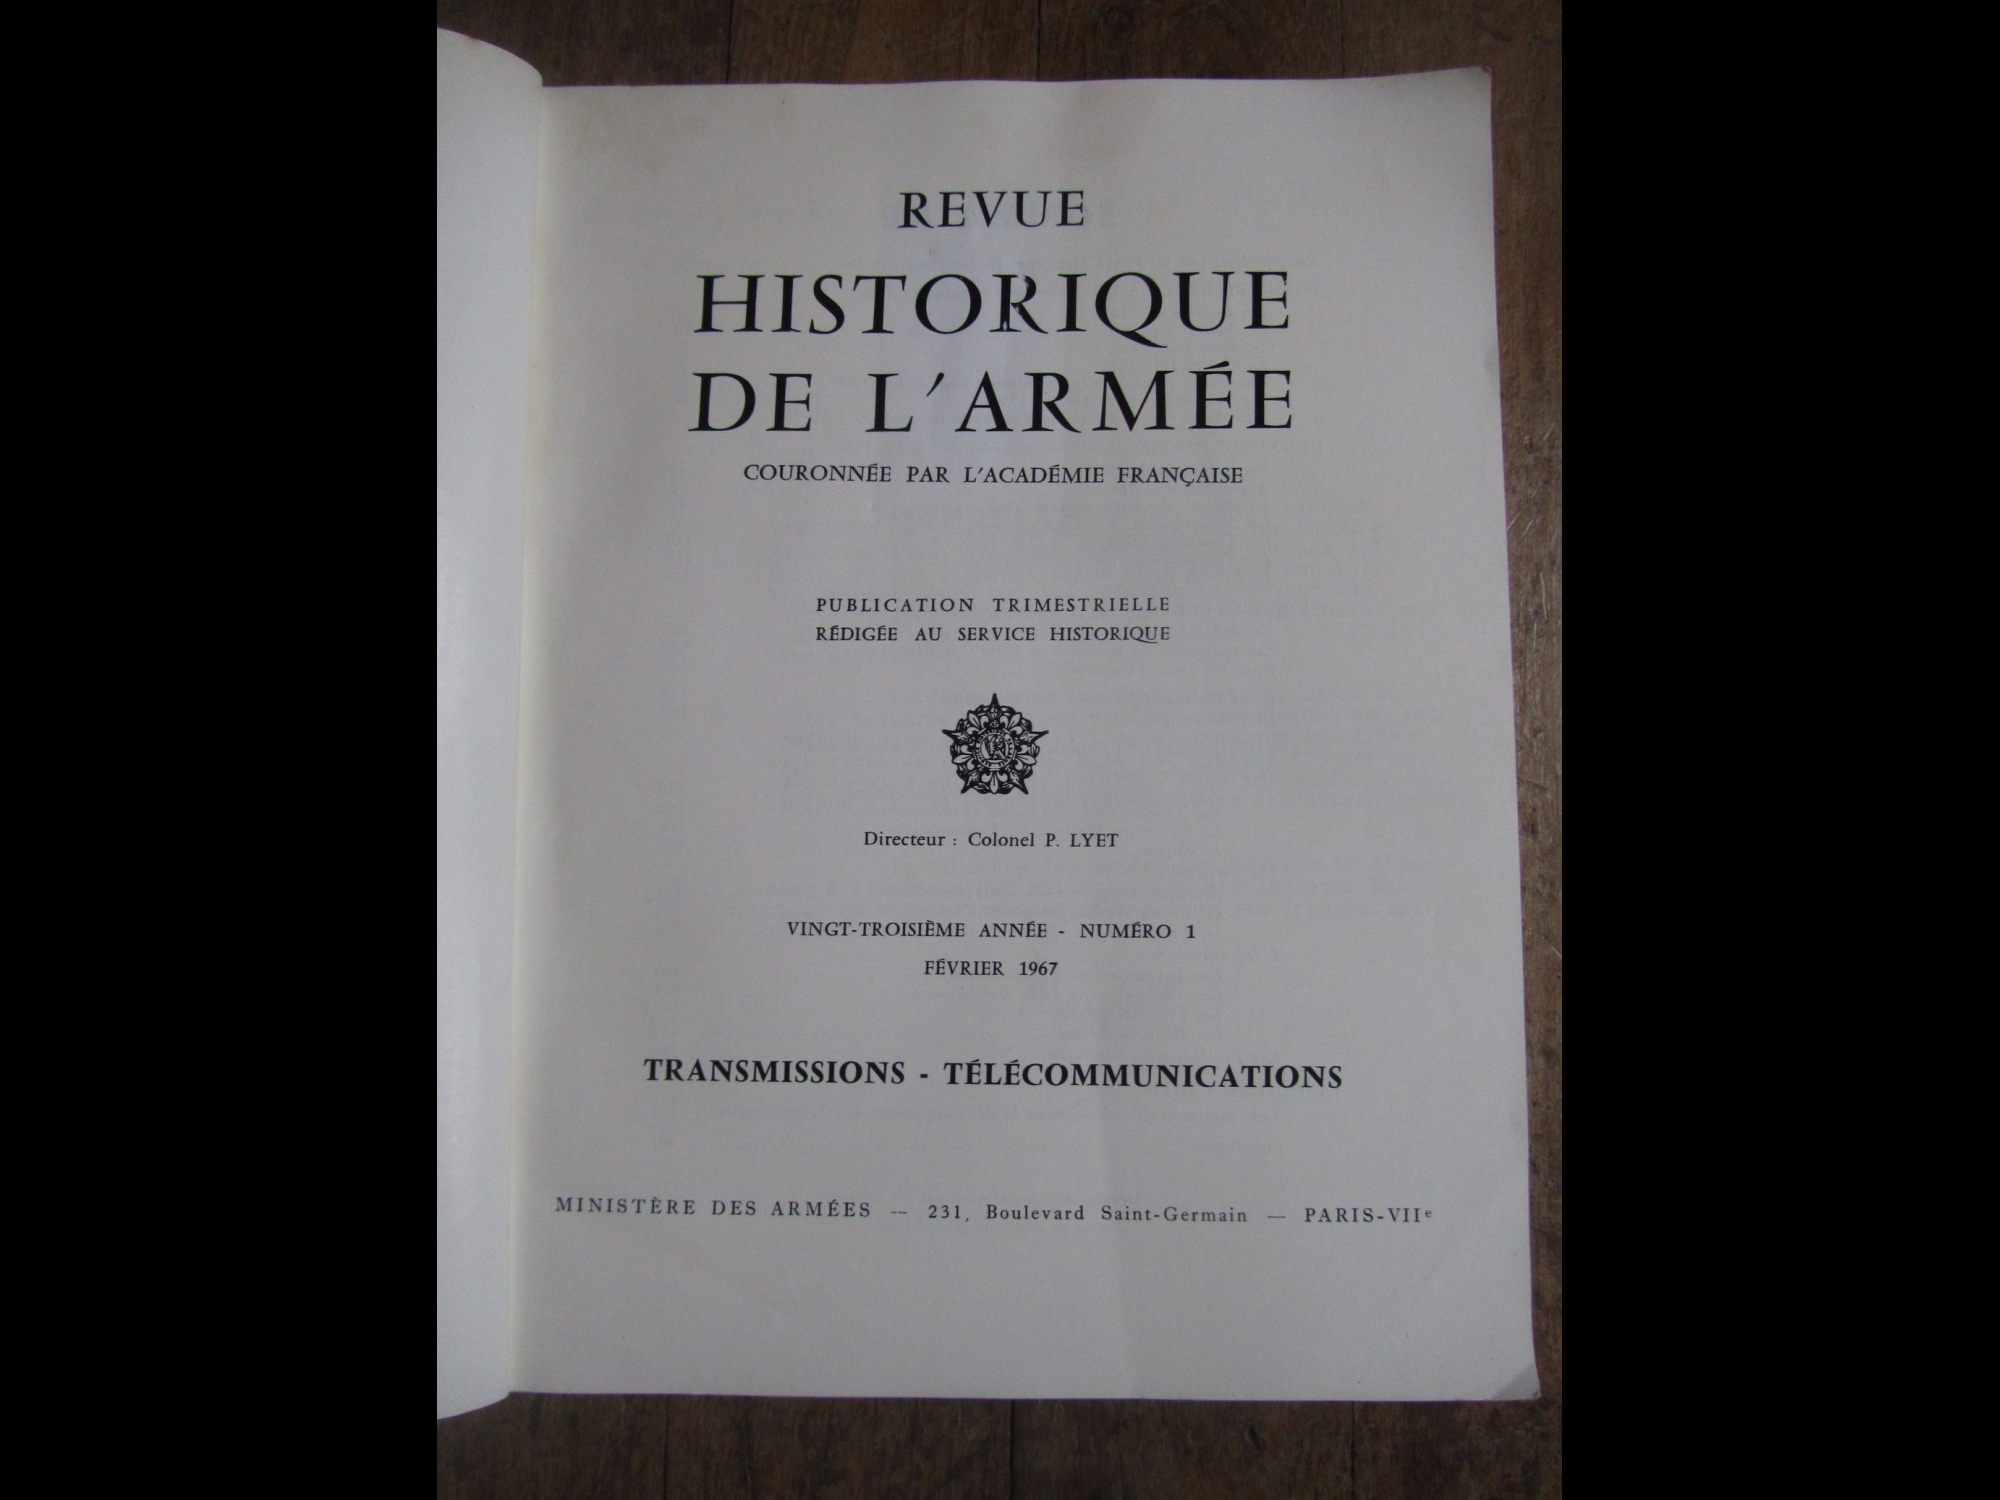 REVUE
HISTORIQUE
DE L'ARMÉE
COURONNÉE PAR L'ACADÉMIE FRANÇAISE
PUBLICATION TRIMESTRIELLE
RÉDIGÉE AU SERVICE HISTORIQUE
Directeur : Colonel P. LYET
VINGT-TROISIÈME ANNÉE - NUMÉRO 1
FÉVRIER 1967
TRANSMISSIONS - TÉLÉCOMMUNICATIONS
MINISTÈRE DES ARMÉES — 231, Boulevard Saint-Germain — PARIS-VIIe